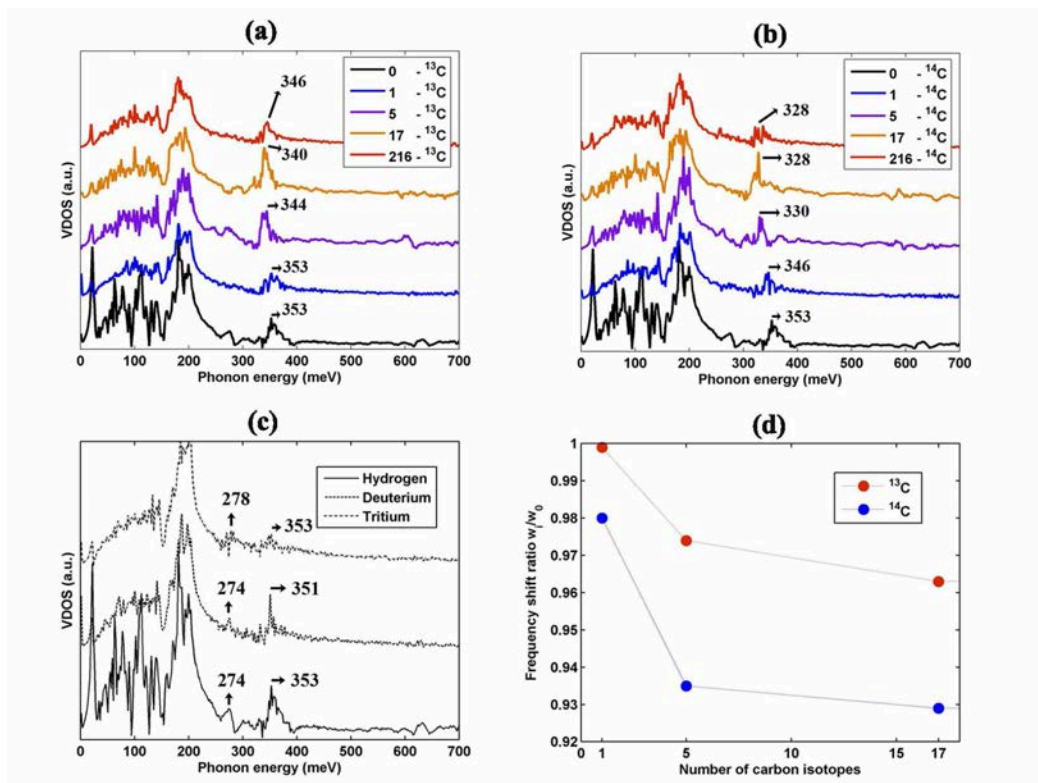 (a)
346
340
344
353
353
0 - ¹³C
1 - ¹³C
5 - ¹³C
17 - ¹³C
216 - ¹³C
VDOS (a.u.)
0 100 200 300 400 500 600 700
Phonon energy (meV)
(b)
328
328
330
346
353
0 - ¹⁴C
1 - ¹⁴C
5 - ¹⁴C
17 - ¹⁴C
216 - ¹⁴C
VDOS (a.u.)
0 100 200 300 400 500 600 700
Phonon energy (meV)
(c)
Hydrogen
Deuterium
Tritium
278
353
274
351
274
353
VDOS (a.u.)
0 100 200 300 400 500 600 700
Phonon energy (meV)
(d)
¹³C
¹⁴C
Frequency shift ratio wᵢ/w₀
1
0.99
0.98
0.97
0.96
0.95
0.94
0.93
0.92
0 1 5 10 15 17
Number of carbon isotopes